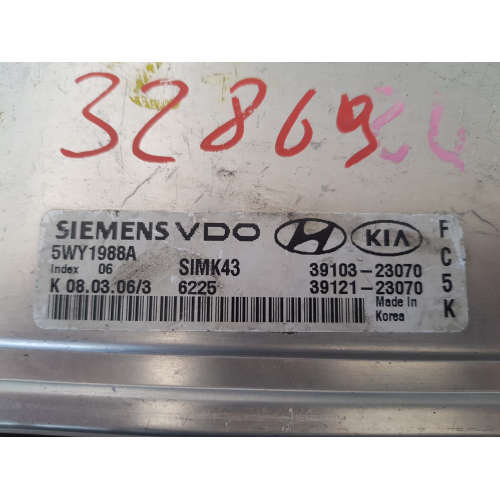 32869
SIEMENS VDO HYUNDAI KIA
5WY1988A
Index 06 SIMK43 39103-23070
K 08.03.06/3 6225 39121-23070
Made In
Korea
F
C
5
K